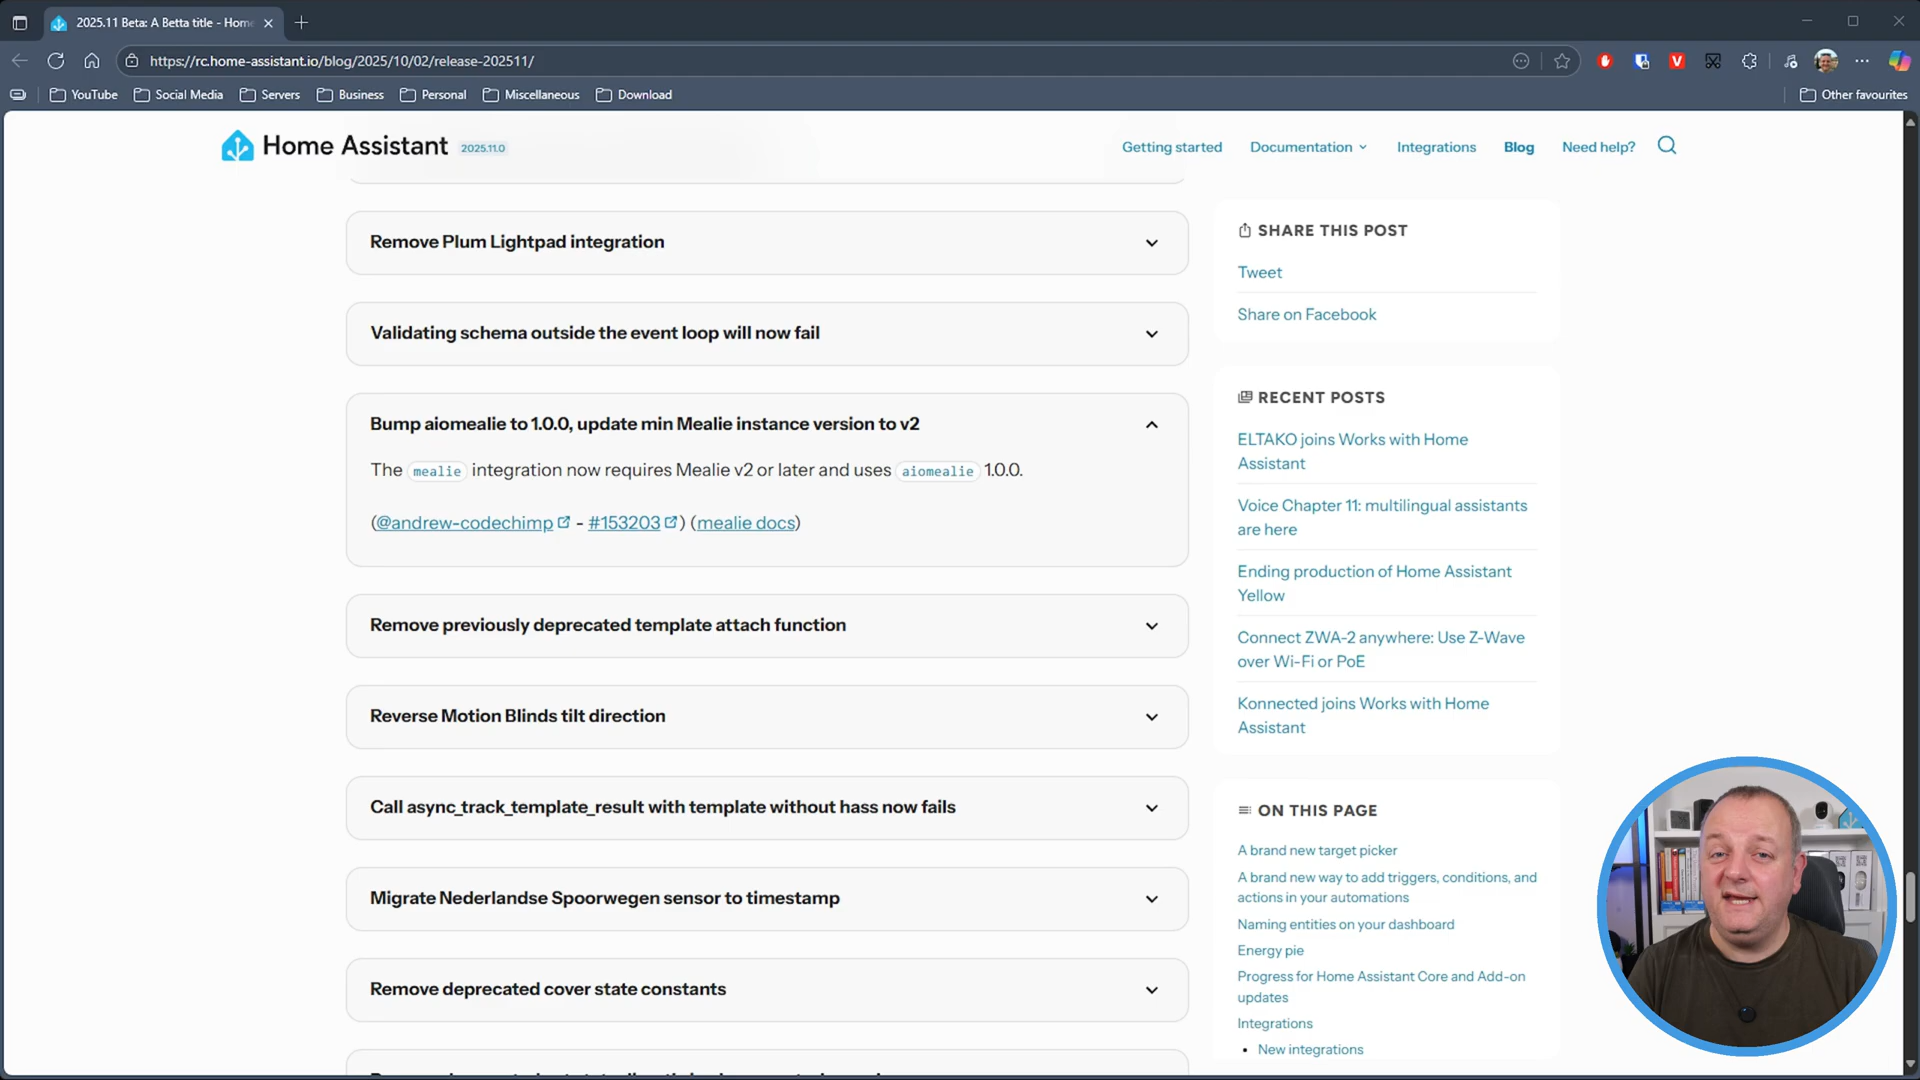 2025.11 Beta: A Betta title - Home
https://rc.home-assistant.io/blog/2025/10/02/release-202511/
YouTube
Social Media
Servers
Business
Personal
Miscellaneous
Download
Other favourites
Home Assistant 2025.11.0
Getting started
Documentation
Integrations
Blog
Need help?
Remove Plum Lightpad integration
Validating schema outside the event loop will now fail
Bump aiomealie to 1.0.0, update min Mealie instance version to v2
The mealie integration now requires Mealie v2 or later and uses aiomealie 1.0.0.
(@andrew-codechimp - #153203) (mealie docs)
Remove previously deprecated template attach function
Reverse Motion Blinds tilt direction
Call async_track_template_result with template without hass now fails
Migrate Nederlandse Spoorwegen sensor to timestamp
Remove deprecated cover state constants
SHARE THIS POST
Tweet
Share on Facebook
RECENT POSTS
ELTAKO joins Works with Home
Assistant
Voice Chapter 11: multilingual assistants
are here
Ending production of Home Assistant
Yellow
Connect ZWA-2 anywhere: Use Z-Wave
over Wi-Fi or PoE
Konnected joins Works with Home
Assistant
ON THIS PAGE
A brand new target picker
A brand new way to add triggers, conditions, and
actions in your automations
Naming entities on your dashboard
Energy pie
Progress for Home Assistant Core and Add-on
updates
Integrations
• New integrations